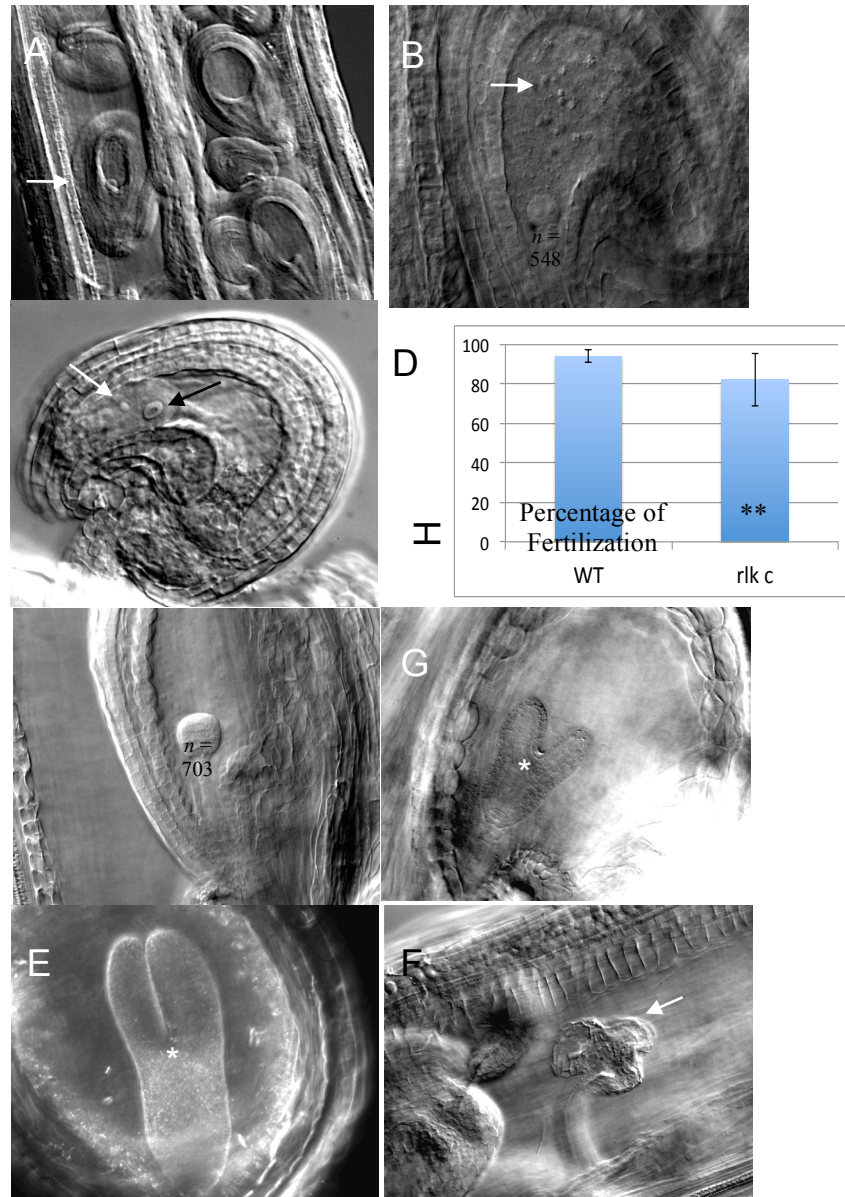 A
B
n =
548
D
100
80
60
40
20
0
H
Percentage of
Fertilization
**
WT
rlk c
n =
703
G
*
E
*
F